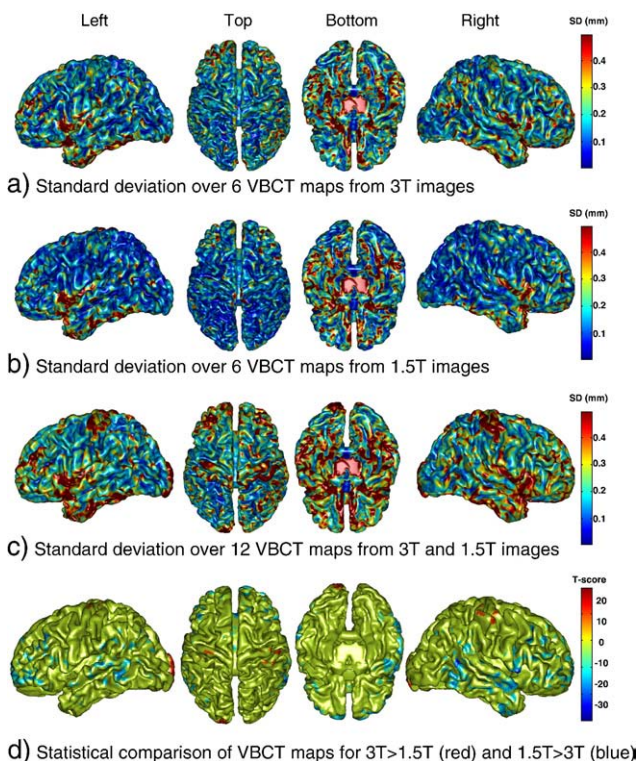 Left Top Bottom Right
SD (mm)
0.4
0.3
0.2
0.1
a) Standard deviation over 6 VBCT maps from 3T images
SD (mm)
0.4
0.3
0.2
0.1
b) Standard deviation over 6 VBCT maps from 1.5T images
SD (mm)
0.4
0.3
0.2
0.1
c) Standard deviation over 12 VBCT maps from 3T and 1.5T images
T-score
20
10
0
-10
-20
-30
d) Statistical comparison of VBCT maps for 3T>1.5T (red) and 1.5T>3T (blue)